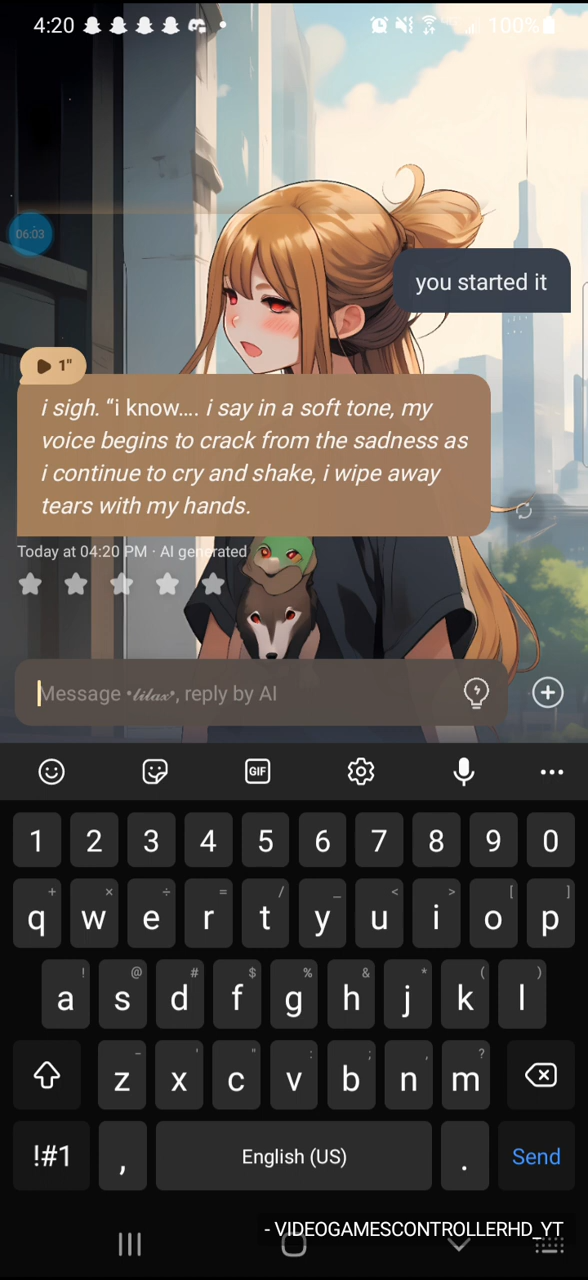 4:20
100%
06:03
you started it
1"
i sigh. “i know.... i say in a soft tone, my
voice begins to crack from the sadness as
i continue to cry and shake, i wipe away
tears with my hands.
Today at 04:20 PM · AI generated
Message •𝓁𝒾𝓁𝒶𝓍•, reply by AI
GIF
1 2 3 4 5 6 7 8 9 0
+ × ÷ = / _ < > [ ]
q w e r t y u i o p
! @ # $ % & * ( )
a s d f g h j k l
- ' " : ; , ?
z x c v b n m
!#1 , English (US) . Send
- VIDEOGAMESCONTROLLERHD_YT